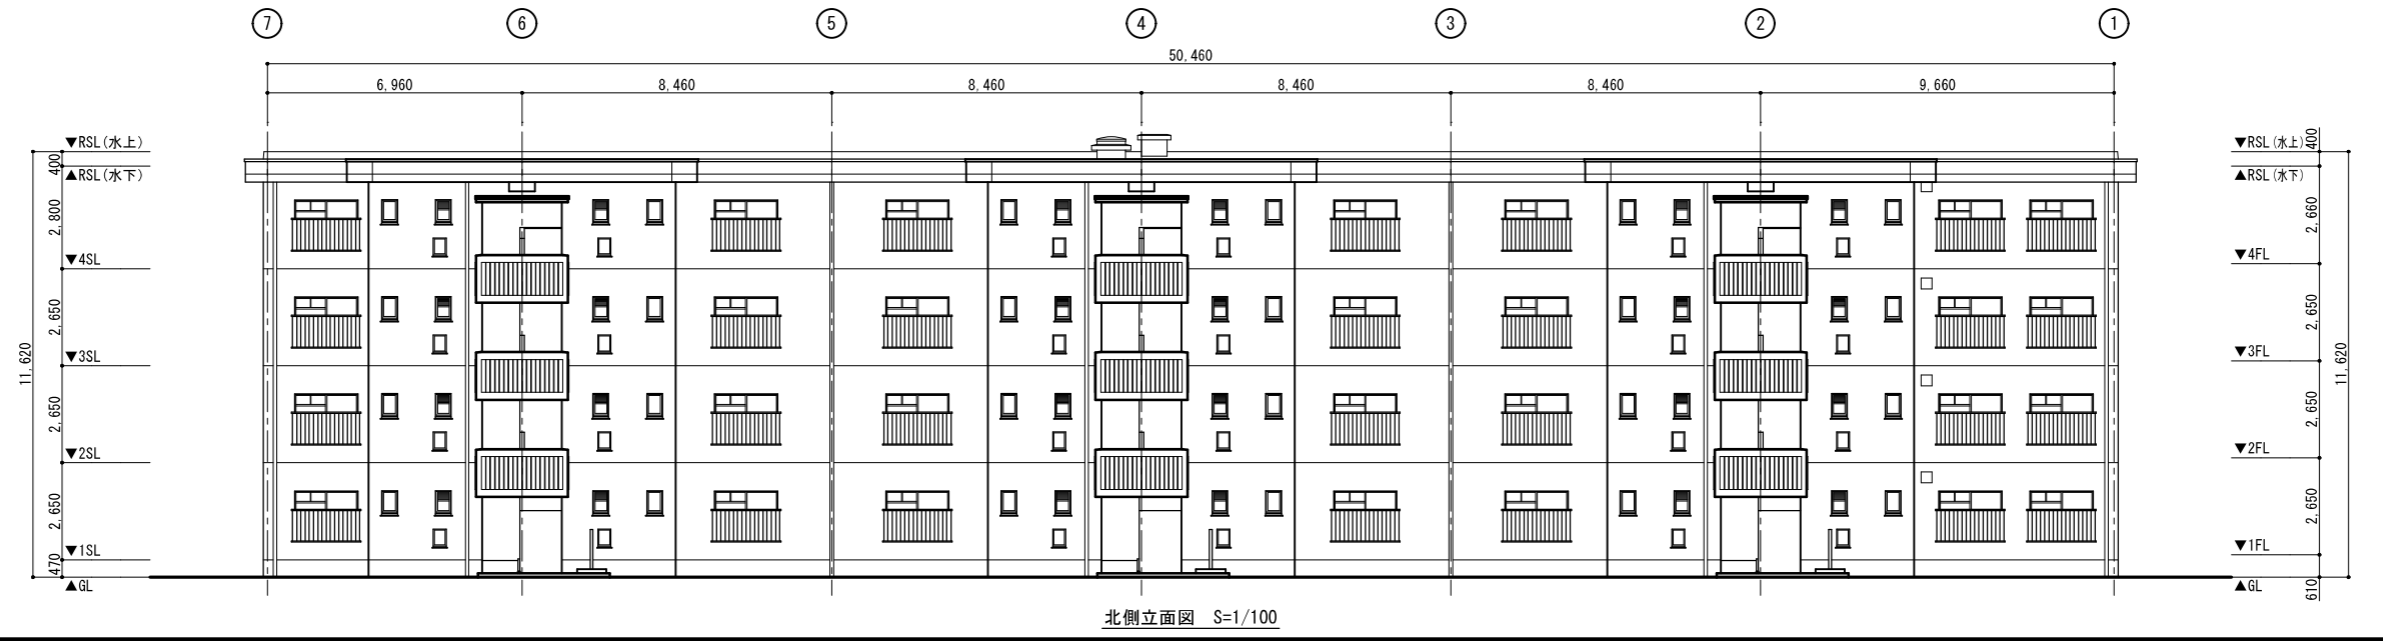 7 6 5 4 3 2 1
50,460
6,960 8,460 8,460 8,460 8,460 9,660
▼RSL(水上)
400
▲RSL(水下)
2,800
▼4SL
2,650
▼3SL
11,620
2,650
▼2SL
2,650
▼1SL
470
▲GL
▼RSL(水上)
400
▲RSL(水下)
2,660
▼4FL
2,650
▼3FL
11,620
2,650
▼2FL
2,650
▼1FL
▲GL
610
北側立面図 S=1/100